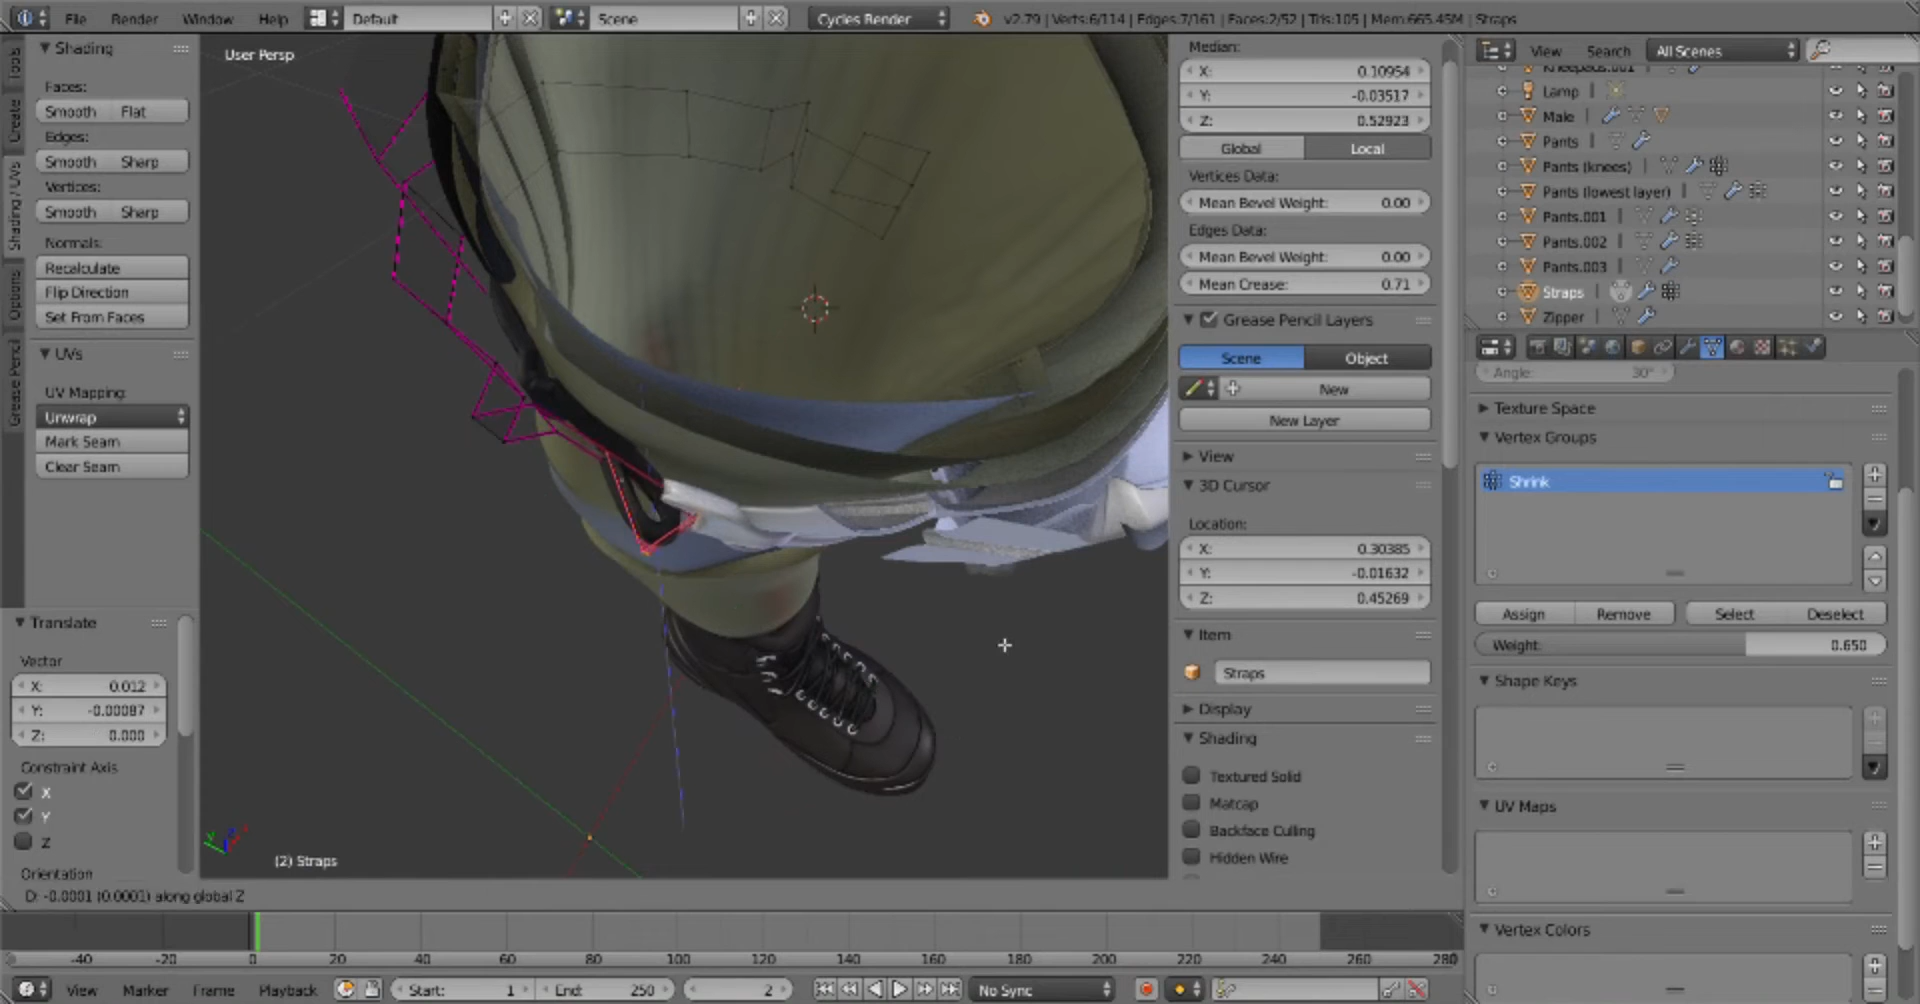 File Render Window Help Default Scene Cycles Render v2.79 | Verts:6/114 | Edges:7/161 | Faces:2/52 | Tris:105 | Mem:665.45M | Straps
Tools
Create
Shading / UVs
Options
Grease Pencil
Shading
Faces:
Smooth Flat
Edges:
Smooth Sharp
Vertices:
Smooth Sharp
Normals:
Recalculate
Flip Direction
Set From Faces
UVs
UV Mapping:
Unwrap
Mark Seam
Clear Seam
Translate
Vector
X: 0.012
Y: -0.00087
Z: 0.000
Constraint Axis
X
Y
Z
Orientation
User Persp
(2) Straps
D: -0.0001 (0.0001) along global Z
Median:
X: 0.10954
Y: -0.03517
Z: 0.52923
Global Local
Vertices Data:
Mean Bevel Weight: 0.00
Edges Data:
Mean Bevel Weight: 0.00
Mean Crease: 0.71
Grease Pencil Layers
Scene Object
New
New Layer
View
3D Cursor
Location:
X: 0.30385
Y: -0.01632
Z: 0.45269
Item
Straps
Display
Shading
Textured Solid
Matcap
Backface Culling
Hidden Wire
View Search All Scenes
Kneepads.001
Lamp
Male
Pants
Pants (knees)
Pants (lowest layer)
Pants.001
Pants.002
Pants.003
Straps
Zipper
Angle: 30°
Texture Space
Vertex Groups
Shrink
Assign Remove Select Deselect
Weight: 0.650
Shape Keys
UV Maps
Vertex Colors
-40 -20 0 20 40 60 80 100 120 140 160 180 200 220 240 260 280
View Marker Frame Playback Start: 1 End: 250 2 No Sync